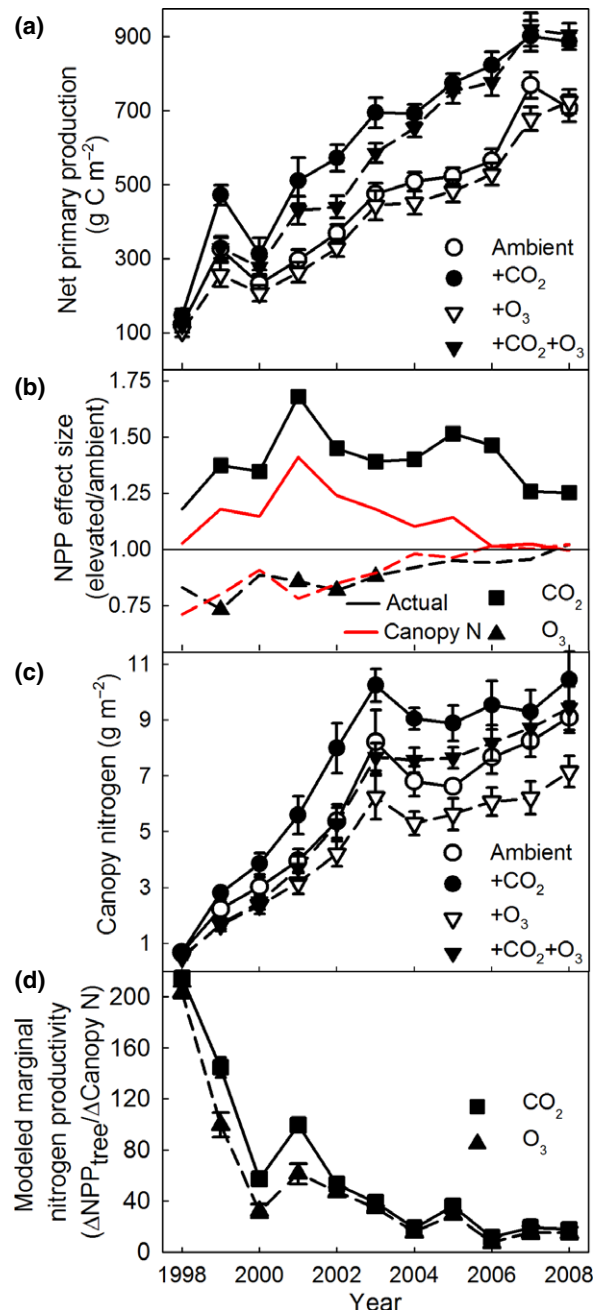 (a)
Net primary production
(g C m⁻²)
900
700
500
300
100
Ambient
+CO₂
+O₃
+CO₂+O₃
(b)
NPP effect size
(elevated/ambient)
1.75
1.50
1.25
1.00
0.75
Actual
CO₂
Canopy N
O₃
(c)
Canopy nitrogen (g m⁻²)
11
9
7
5
3
1
Ambient
+CO₂
+O₃
+CO₂+O₃
(d)
Modeled marginal
nitrogen productivity
(ΔNPPtree/ΔCanopy N)
200
160
120
80
40
0
CO₂
O₃
1998 2000 2002 2004 2006 2008
Year